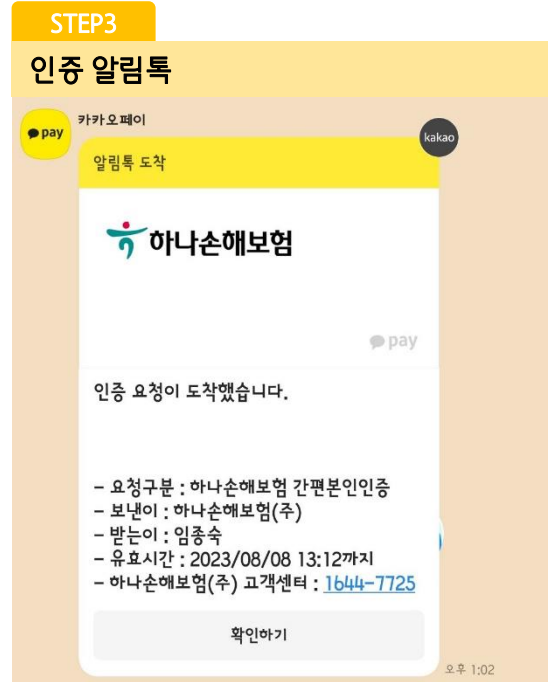 STEP3
인증 알림톡
pay
카카오페이
kakao
알림톡 도착
하나손해보험
pay
인증 요청이 도착했습니다.
- 요청구분 : 하나손해보험 간편본인인증
- 보낸이 : 하나손해보험(주)
- 받는이 : 임종숙
- 유효시간 : 2023/08/08 13:12까지
- 하나손해보험(주) 고객센터 : 1644-7725
확인하기
오후 1:02